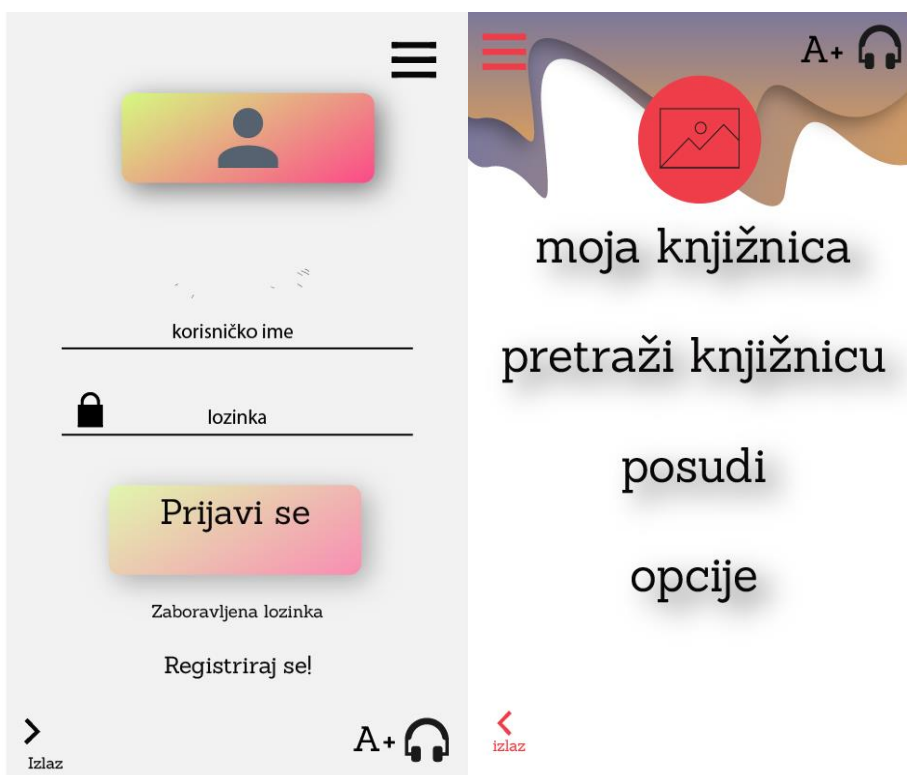 korisničko ime
lozinka
Prijavi se
Zaboravljena lozinka
Registriraj se!
Izlaz
A+
A+
moja knjižnica
pretraži knjižnicu
posudi
opcije
izlaz